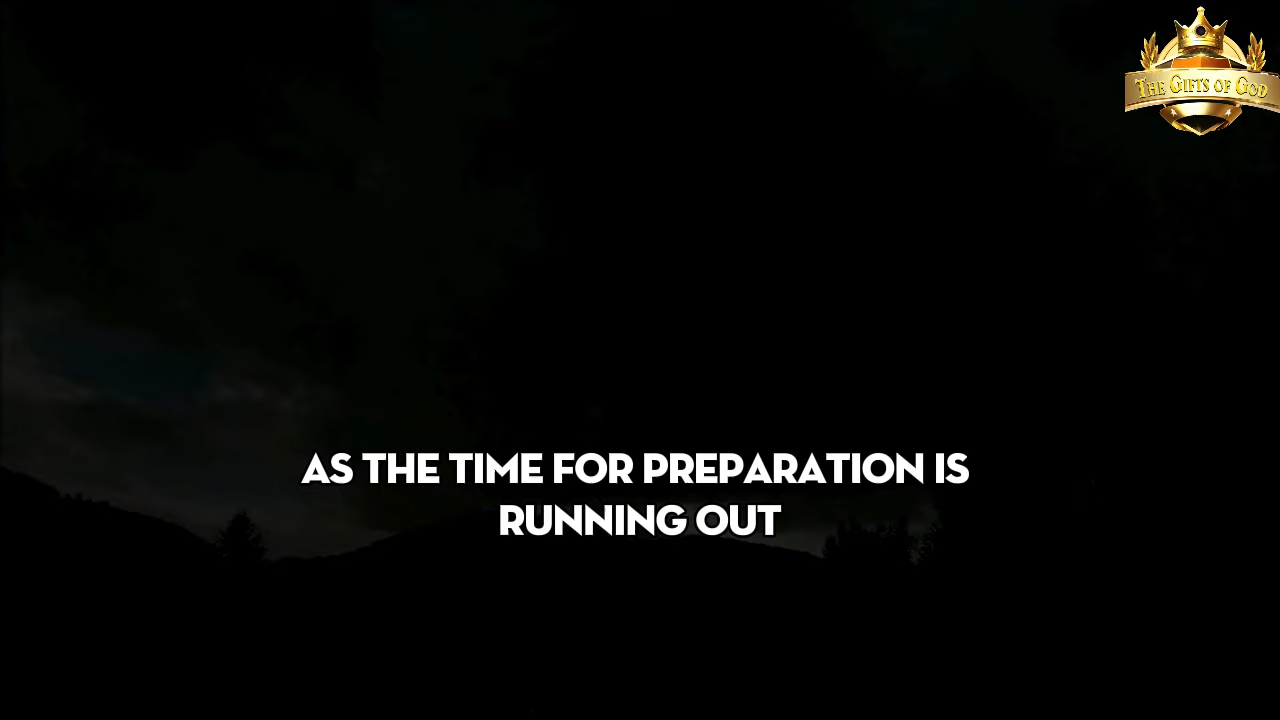 THE GIFTS OF GOD
AS THE TIME FOR PREPARATION IS
RUNNING OUT